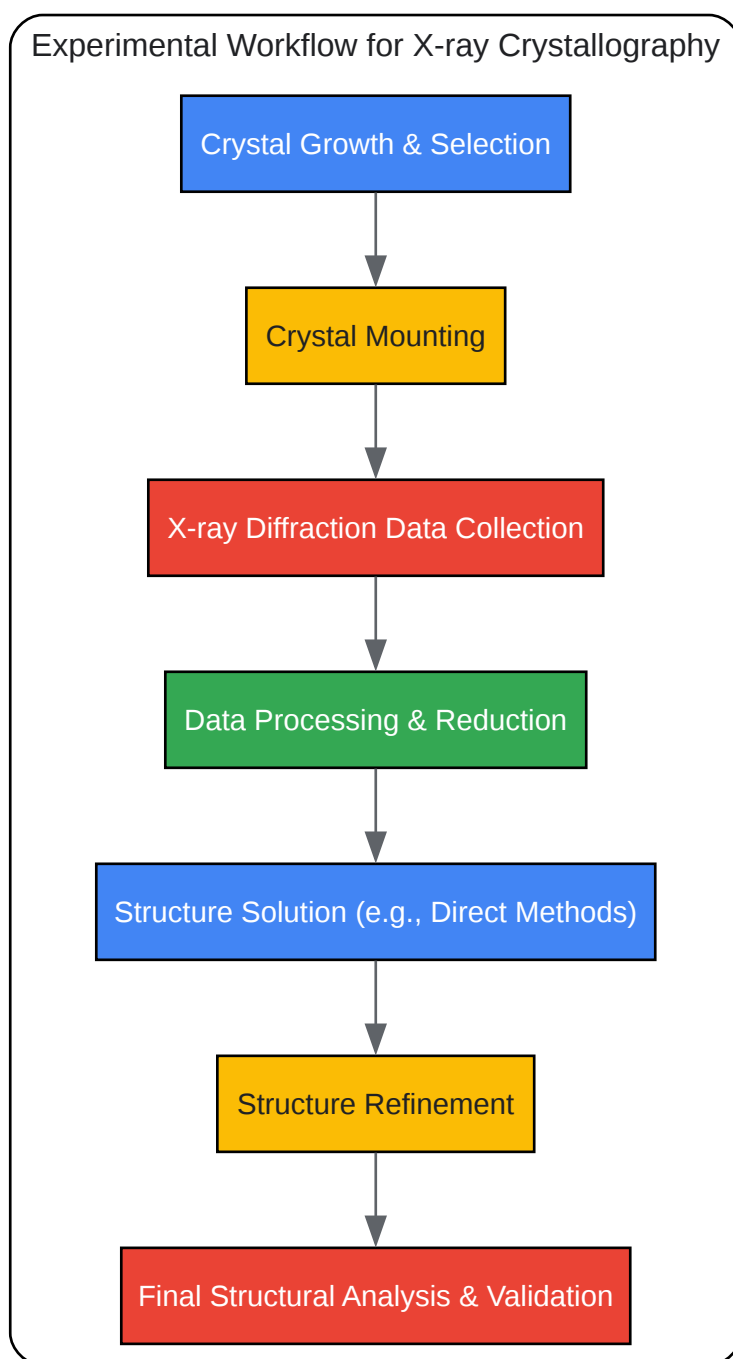 Experimental Workflow for X-ray Crystallography
Crystal Growth & Selection
Crystal Mounting
X-ray Diffraction Data Collection
Data Processing & Reduction
Structure Solution (e.g., Direct Methods)
Structure Refinement
Final Structural Analysis & Validation